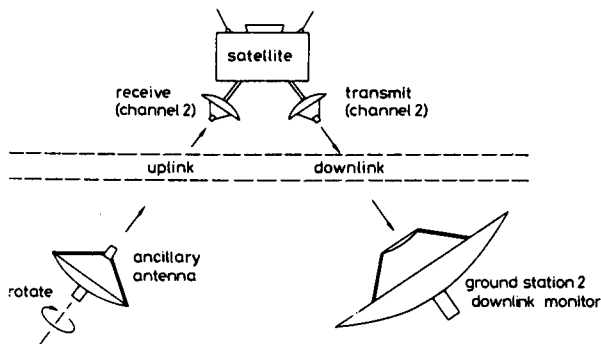 satellite
receive
(channel 2)
transmit
(channel 2)
uplink
downlink
ancillary
antenna
rotate
ground station 2
downlink monitor